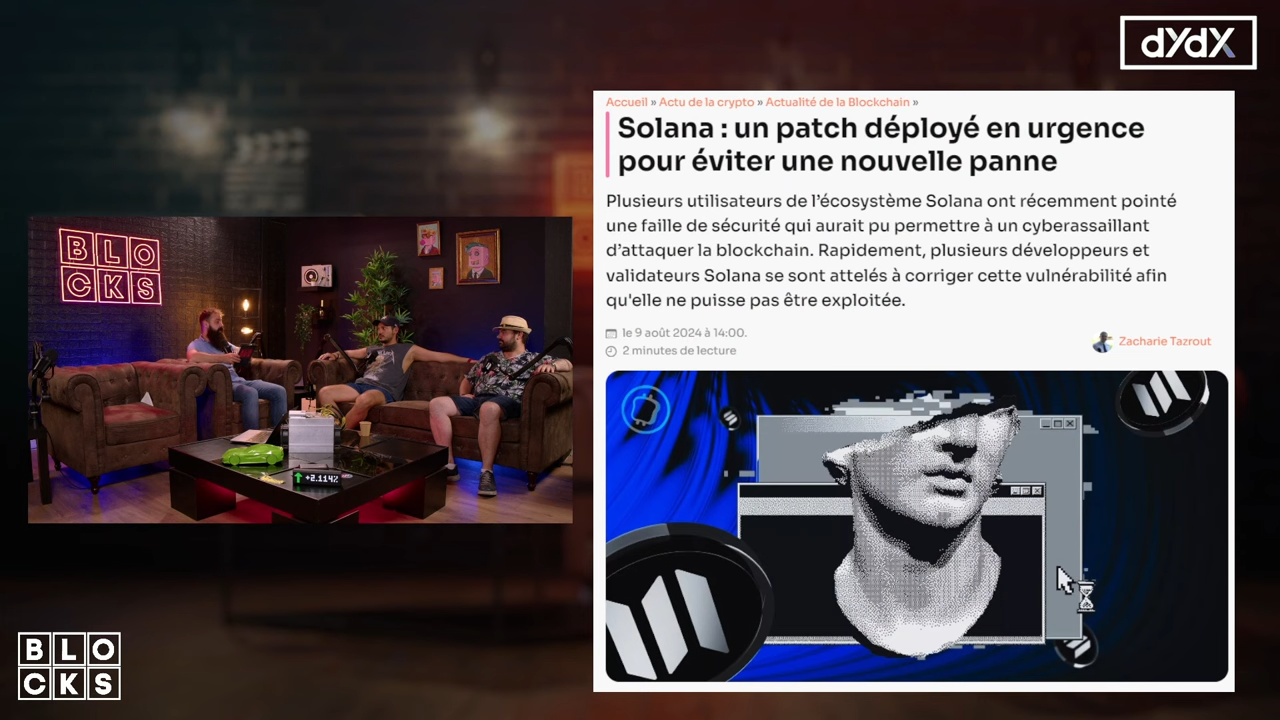 dYdX
Accueil » Actu de la crypto » Actualité de la Blockchain »
Solana : un patch déployé en urgence
pour éviter une nouvelle panne
Plusieurs utilisateurs de l’écosystème Solana ont récemment pointé
une faille de sécurité qui aurait pu permettre à un cyberassaillant
d’attaquer la blockchain. Rapidement, plusieurs développeurs et
validateurs Solana se sont attelés à corriger cette vulnérabilité afin
qu'elle ne puisse pas être exploitée.
le 9 août 2024 à 14:00.
2 minutes de lecture
Zacharie Tazrout
BLO
CKS
+2.114%
BLO
CKS